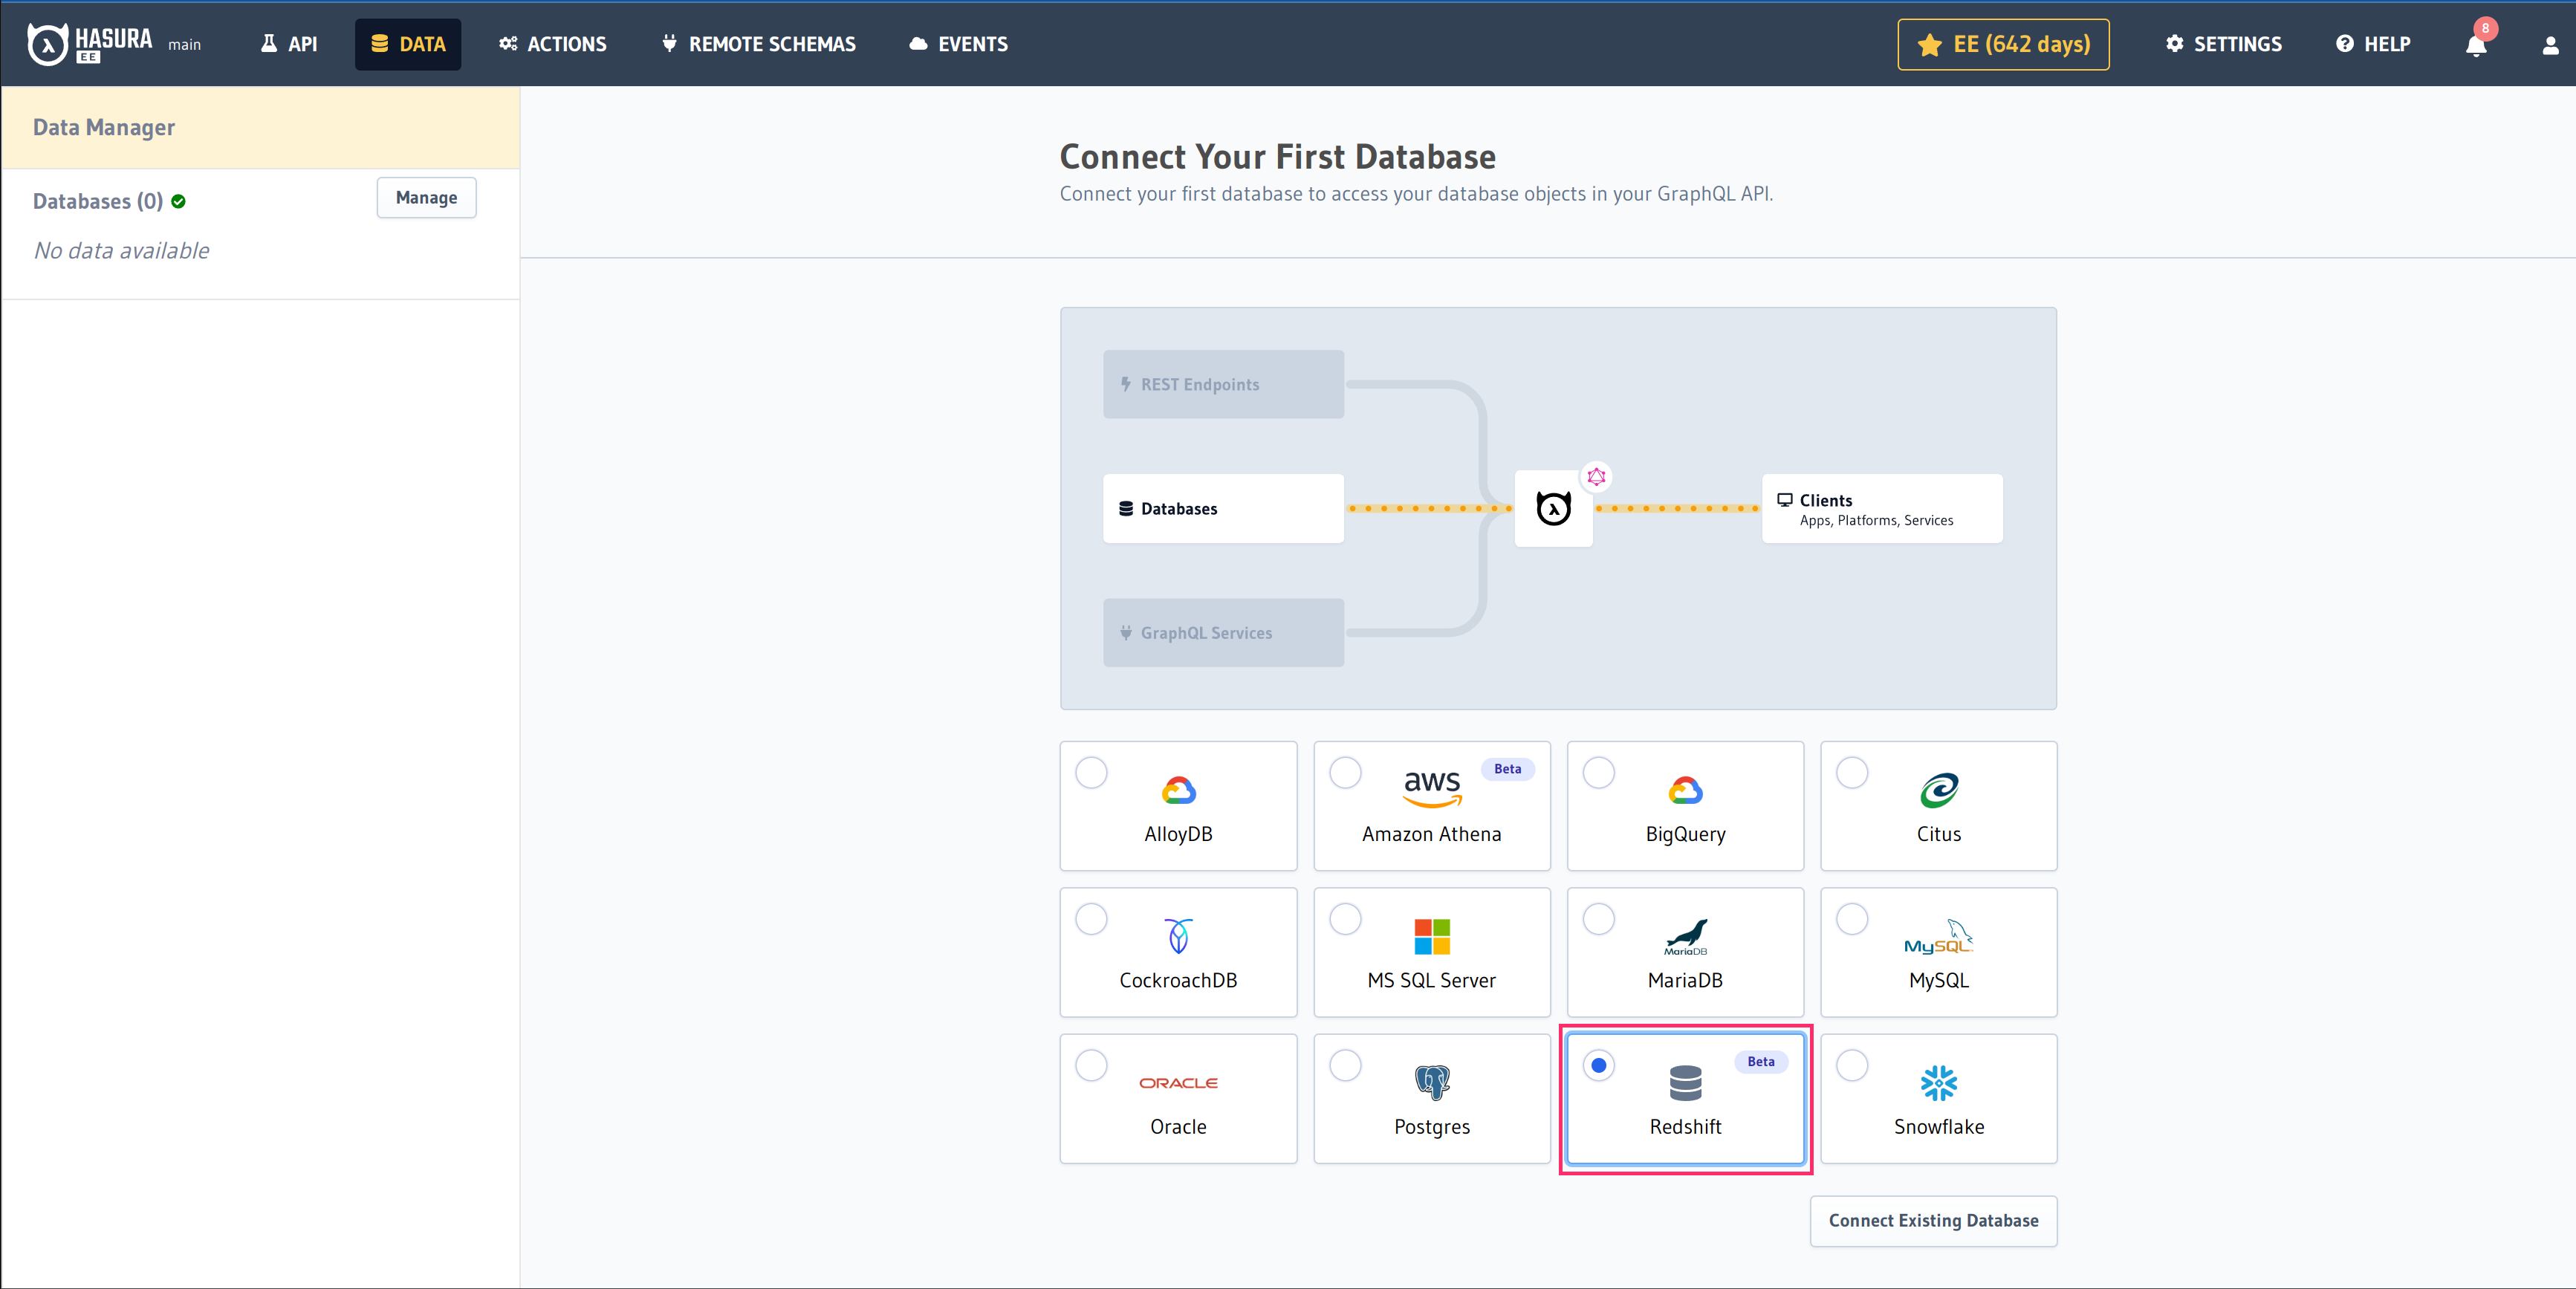 HASURA
EE
main
API
DATA
ACTIONS
REMOTE SCHEMAS
EVENTS
EE (642 days)
SETTINGS
HELP
8
Data Manager
Databases (0)
Manage
No data available
Connect Your First Database
Connect your first database to access your database objects in your GraphQL API.
REST Endpoints
Databases
Clients
Apps, Platforms, Services
GraphQL Services
AlloyDB
aws
Beta
Amazon Athena
BigQuery
Citus
CockroachDB
MS SQL Server
MariaDB
MariaDB
MySQL
MySQL
ORACLE
Oracle
Postgres
Beta
Redshift
Snowflake
Connect Existing Database